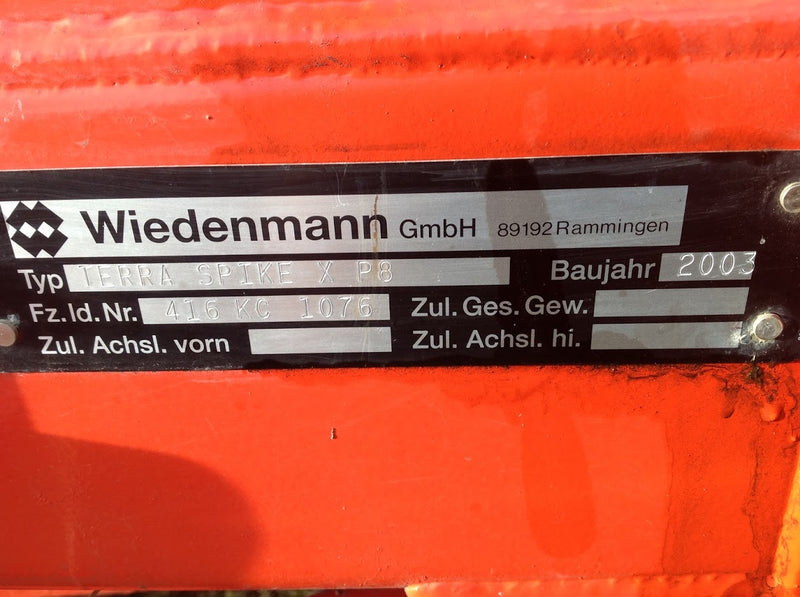 Wiedenmann GmbH 89192 Rammingen
Typ TERRA SPIKE X P8 Baujahr 2003
Fz.Id.Nr. 416 KC 1076 Zul.Ges.Gew.
Zul. Achsl. vorn Zul. Achsl. hi.